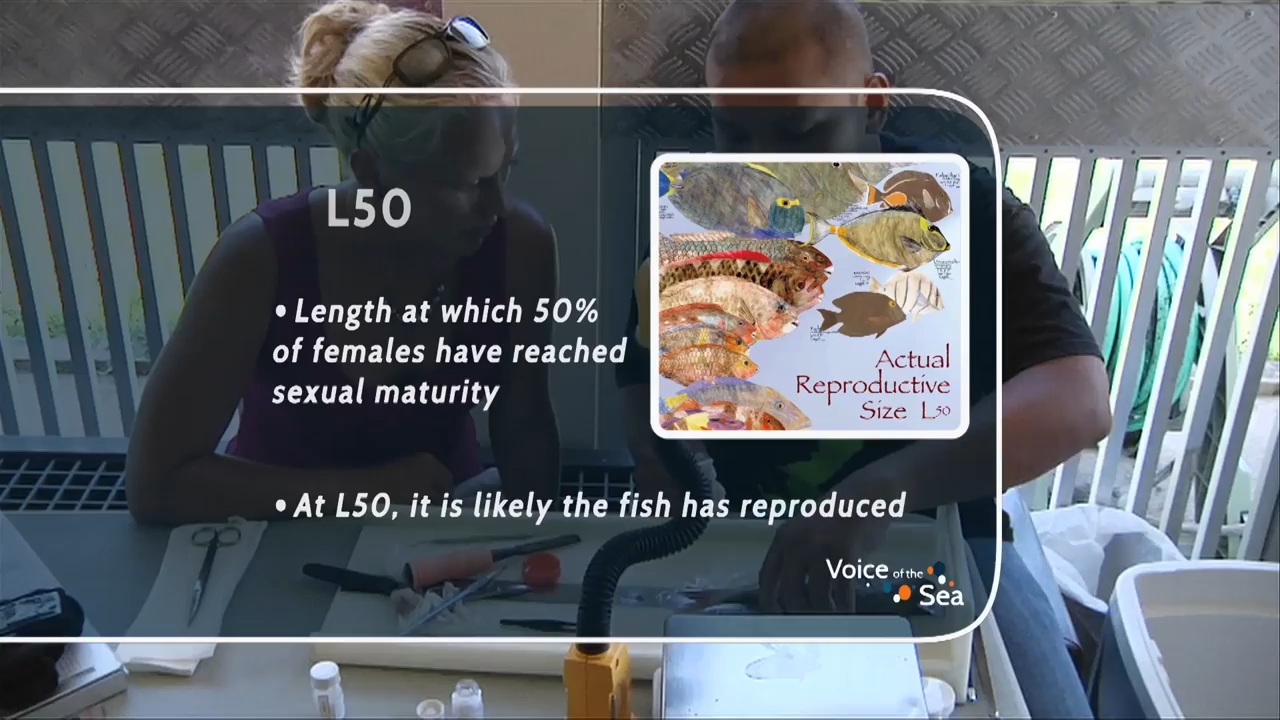 L50
• Length at which 50%
of females have reached
sexual maturity
Actual
Reproductive
Size L50
• At L50, it is likely the fish has reproduced
Voice of the
Sea